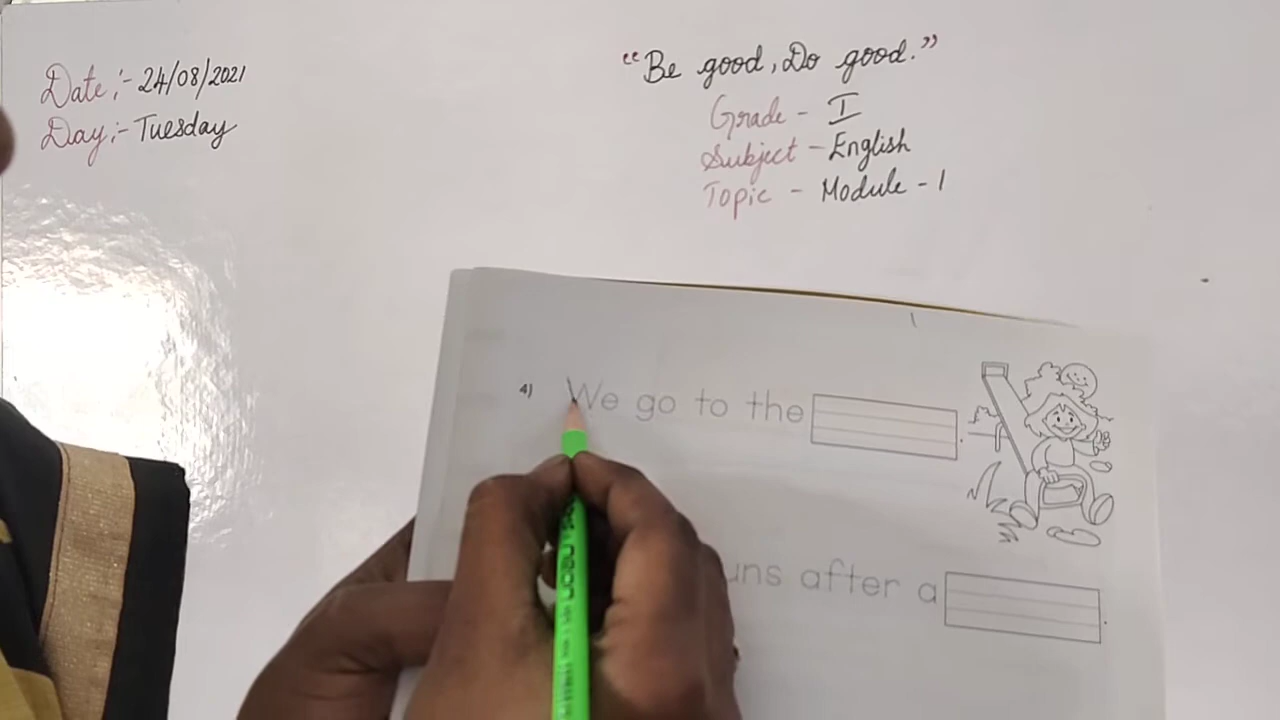 Date:- 24/08/2021
Day:- Tuesday
"Be good, Do good."
Grade - I
Subject - English
Topic - Module - 1
4) We go to the .
uns after a .